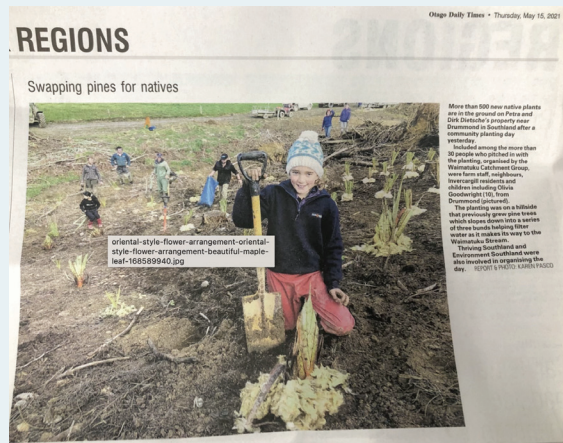 Otago Daily Times • Thursday, May 15, 2021
REGIONS
Swapping pines for natives
More than 500 new native plants
are in the ground on Petra and
Dirk Dietsche's property near
Drummond in Southland after a
community planting day
yesterday.
Included among the more than
30 people who pitched in with
the planting, organised by the
Waimatuku Catchment Group,
were farm staff, neighbours,
Invercargill residents and
children including Olivia
Goodwright (10), from
Drummond (pictured).
The planting was on a hillside
that previously grew pine trees
which slopes down into a series
of three bunds helping filter
water as it makes its way to the
Waimatuku Stream.
Thriving Southland and
Environment Southland were
also involved in organising the
day. REPORT & PHOTO: KAREN PASCO
oriental-style-flower-arrangement-oriental-
style-flower-arrangement-beautiful-maple-
leaf-168589940.jpg